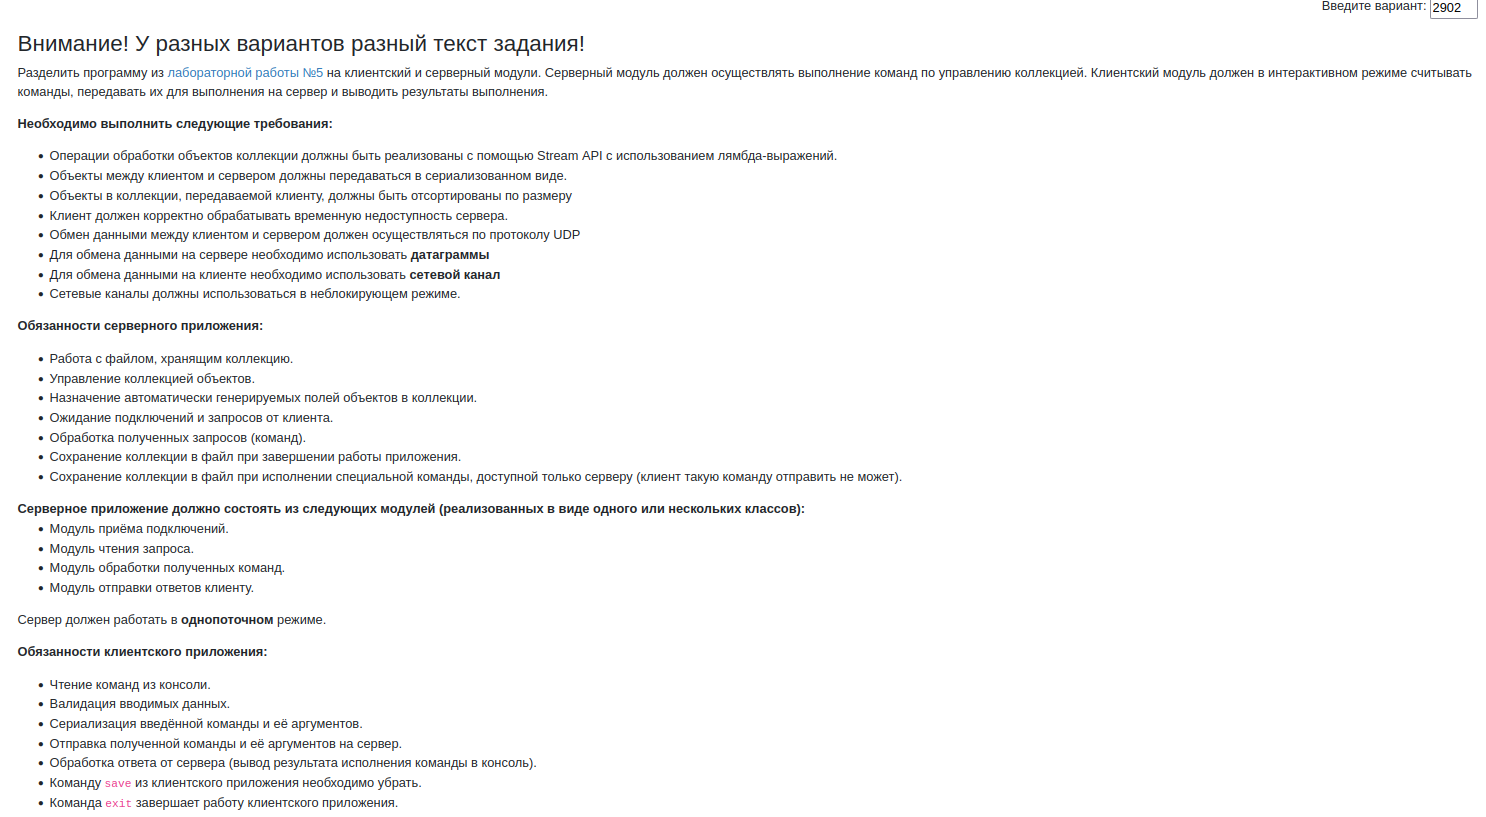 Введите вариант: 2902
Внимание! У разных вариантов разный текст задания!
Разделить программу из лабораторной работы №5 на клиентский и серверный модули. Серверный модуль должен осуществлять выполнение команд по управлению коллекцией. Клиентский модуль должен в интерактивном режиме считывать
команды, передавать их для выполнения на сервер и выводить результаты выполнения.
Необходимо выполнить следующие требования:
• Операции обработки объектов коллекции должны быть реализованы с помощью Stream API с использованием лямбда-выражений.
• Объекты между клиентом и сервером должны передаваться в сериализованном виде.
• Объекты в коллекции, передаваемой клиенту, должны быть отсортированы по размеру
• Клиент должен корректно обрабатывать временную недоступность сервера.
• Обмен данными между клиентом и сервером должен осуществляться по протоколу UDP
• Для обмена данными на сервере необходимо использовать датаграммы
• Для обмена данными на клиенте необходимо использовать сетевой канал
• Сетевые каналы должны использоваться в неблокирующем режиме.
Обязанности серверного приложения:
• Работа с файлом, хранящим коллекцию.
• Управление коллекцией объектов.
• Назначение автоматически генерируемых полей объектов в коллекции.
• Ожидание подключений и запросов от клиента.
• Обработка полученных запросов (команд).
• Сохранение коллекции в файл при завершении работы приложения.
• Сохранение коллекции в файл при исполнении специальной команды, доступной только серверу (клиент такую команду отправить не может).
Серверное приложение должно состоять из следующих модулей (реализованных в виде одного или нескольких классов):
• Модуль приёма подключений.
• Модуль чтения запроса.
• Модуль обработки полученных команд.
• Модуль отправки ответов клиенту.
Сервер должен работать в однопоточном режиме.
Обязанности клиентского приложения:
• Чтение команд из консоли.
• Валидация вводимых данных.
• Сериализация введённой команды и её аргументов.
• Отправка полученной команды и её аргументов на сервер.
• Обработка ответа от сервера (вывод результата исполнения команды в консоль).
• Команду save из клиентского приложения необходимо убрать.
• Команда exit завершает работу клиентского приложения.